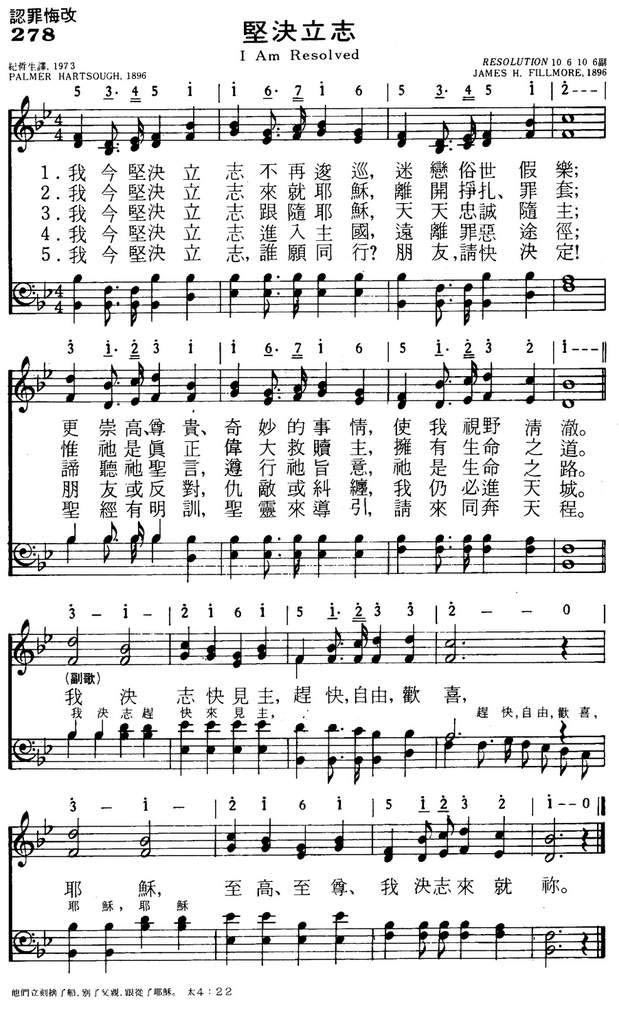 認罪悔改
278
堅決立志
I Am Resolved
紀哲生譯, 1973
PALMER HARTSOUGH, 1896
RESOLUTION 10 6 10 6副
JAMES H. FILLMORE, 1896
1. 我今堅決立志不再逡巡, 迷戀俗世假樂;
2. 我今堅決立志來就耶穌, 離開掙扎、罪套;
3. 我今堅決立志跟隨耶穌, 天天忠誠隨主;
4. 我今堅決立志進入主國, 遠離罪惡途徑;
5. 我今堅決立志, 誰願同行? 朋友, 請快決定!
更崇高、尊貴、奇妙的事情, 使我視野淸澈。
惟祂是眞正偉大救贖主, 擁有生命之道。
諦聽祂聖言, 遵行祂旨意, 祂是生命之路。
朋友或反對, 仇敵或糾纏, 我仍必進天城。
聖經有明訓, 聖靈來導引, 請來同奔天程。
(副歌)
我決志快見主, 趕快, 自由, 歡喜,
我決志趕快來見主, 趕快, 自由, 歡喜,
耶穌, 至高、至尊、我決志來就祢。
耶穌, 耶穌,
他們立刻捨了船, 別了父親, 跟從了耶穌。 太4:22